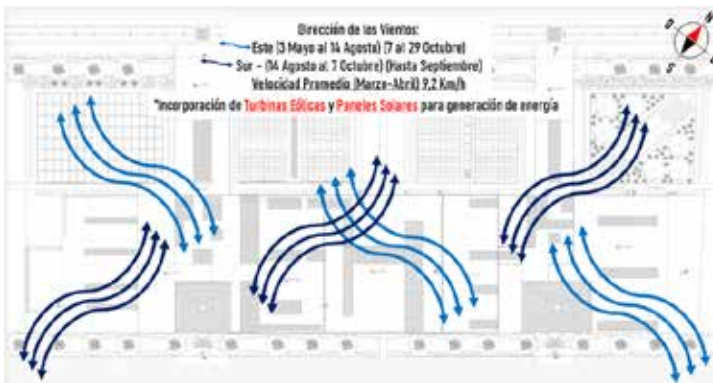 Dirección de los Vientos:
Este (3 Mayo al 14 Agosto) (7 al 29 Octubre)
Sur - (14 Agosto al 7 Octubre) (Hasta Septiembre)
Velocidad Promedio (Marzo-Abril) 9,2 Km/h
*Incorporación de Turbinas Eólicas y Paneles Solares para generación de energía
N
O
S